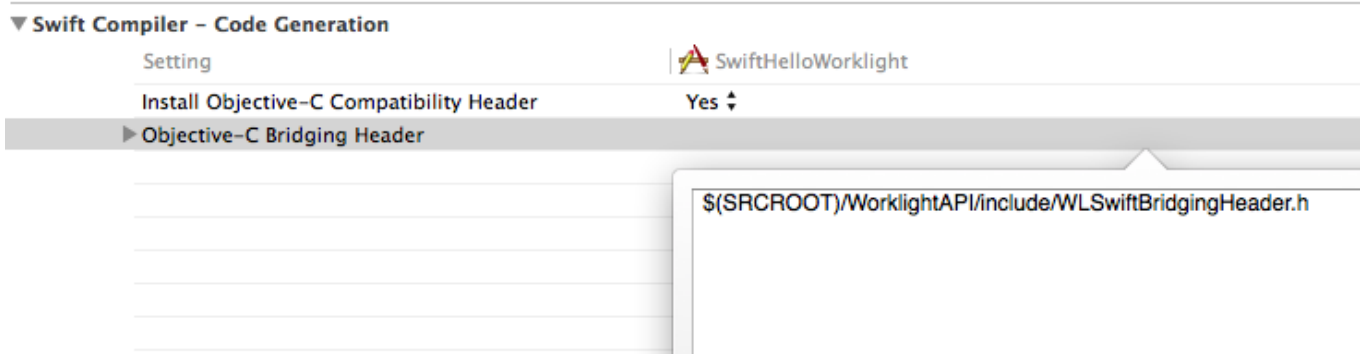 Swift Compiler – Code Generation
Setting SwiftHelloWorklight
Install Objective-C Compatibility Header Yes
Objective-C Bridging Header
$(SRCROOT)/WorklightAPI/include/WLSwiftBridgingHeader.h